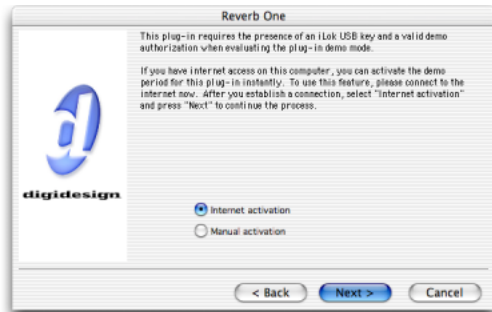 Reverb One
This plug-in requires the presence of an iLok USB key and a valid demo
authorization when evaluating the plug-in demo mode.
If you have internet access on this computer, you can activate the demo
period for this plug-in instantly. To use this feature, please connect to the
internet now. After you establish a connection, select "Internet activation"
and press "Next" to continue the process.
digidesign
Internet activation
Manual activation
< Back
Next >
Cancel